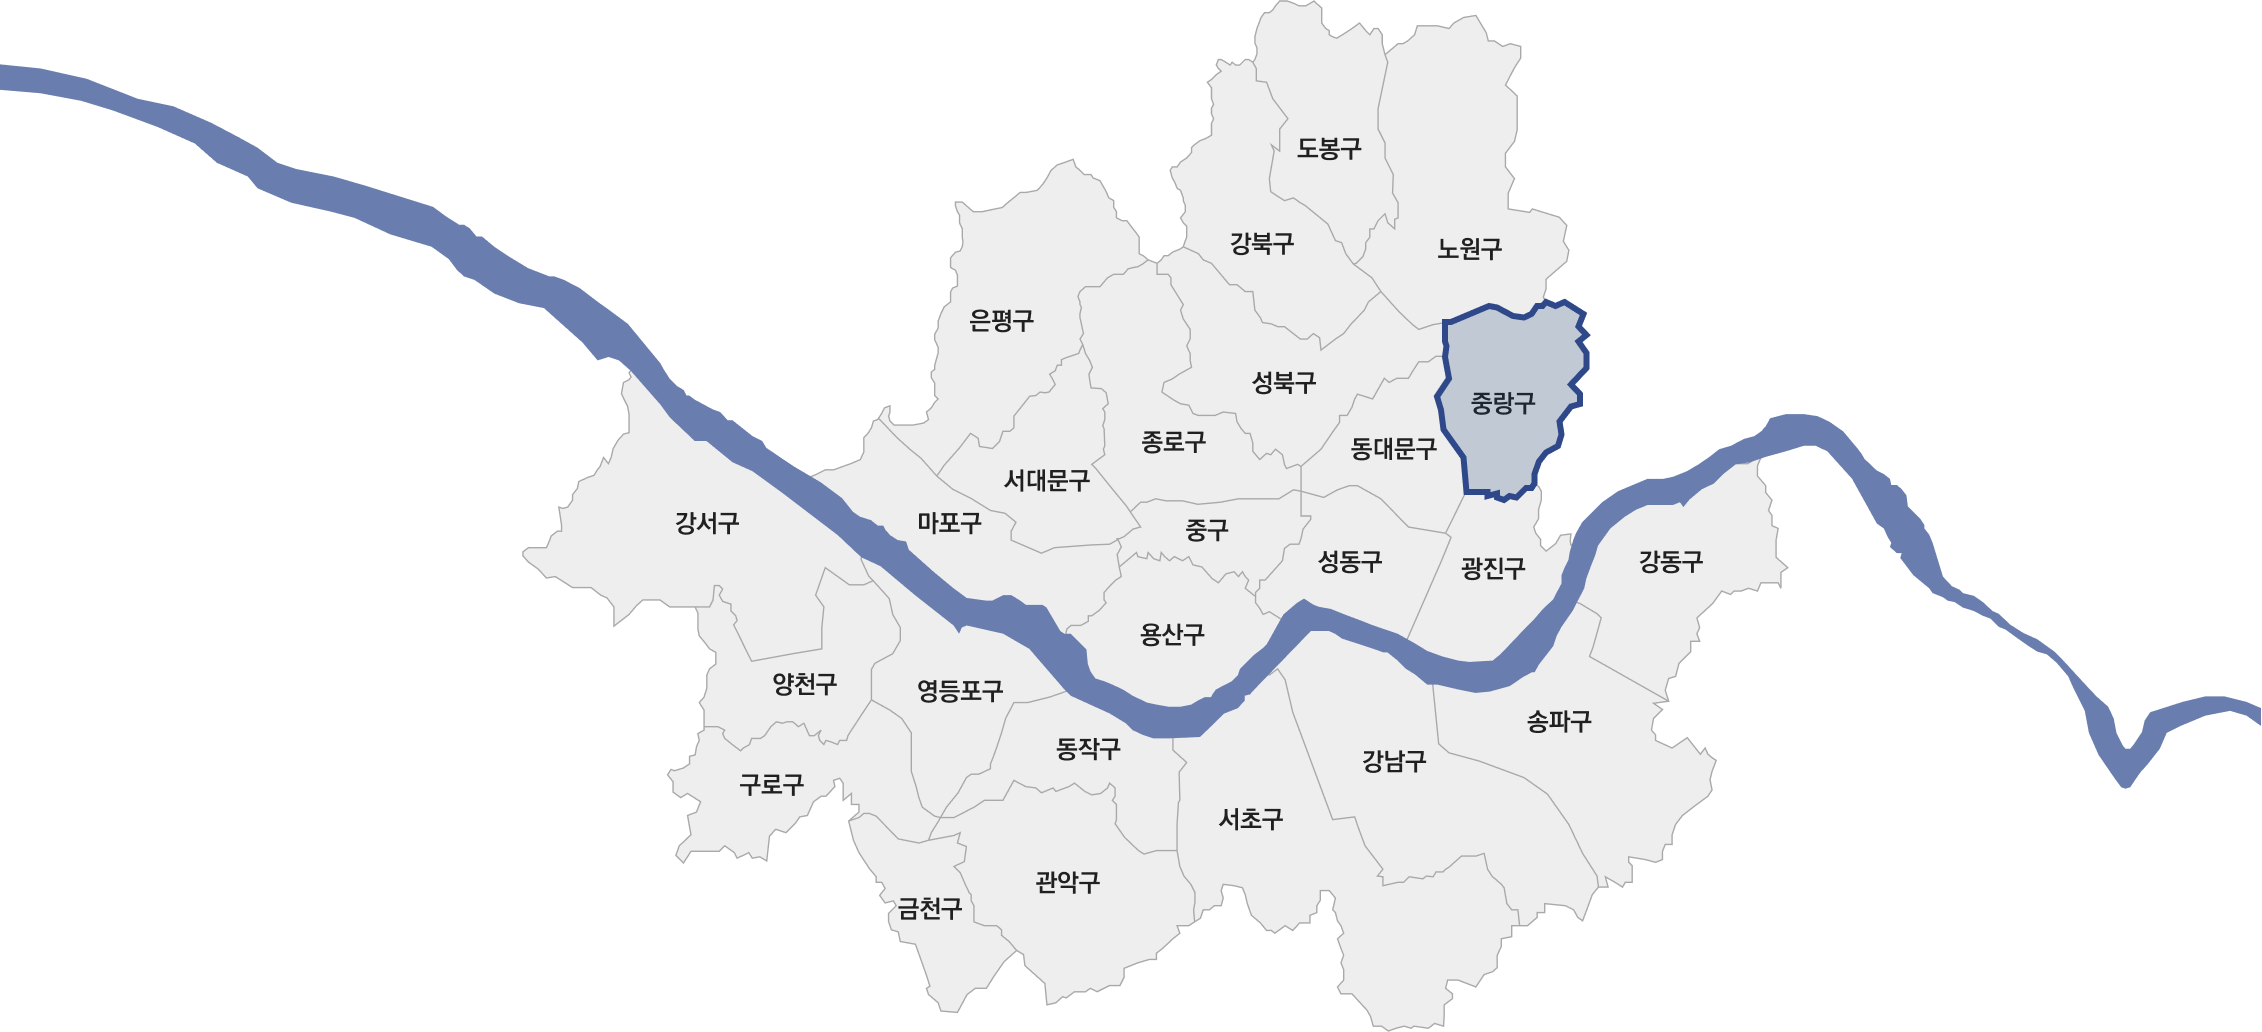 도봉구
강북구
노원구
은평구
성북구
중랑구
종로구
동대문구
서대문구
강서구
마포구
중구
성동구
광진구
강동구
용산구
양천구
영등포구
송파구
동작구
강남구
구로구
서초구
관악구
금천구